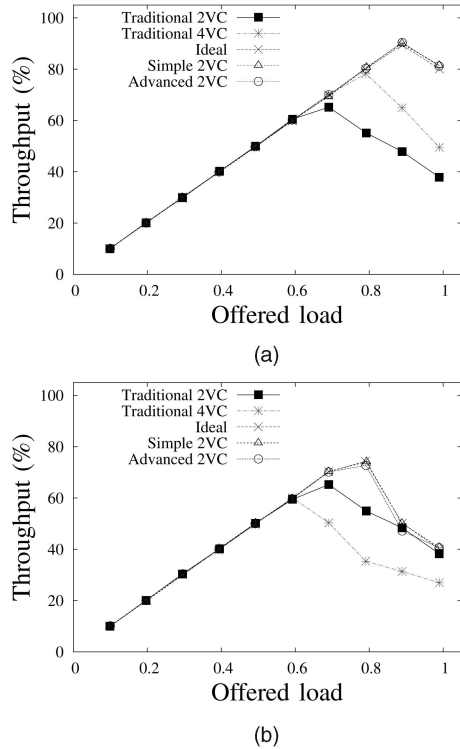 Traditional 2VC
Traditional 4VC
Ideal
Simple 2VC
Advanced 2VC
Throughput (%)
100
80
60
40
20
0
0 0.2 0.4 0.6 0.8 1
Offered load
(a)
Traditional 2VC
Traditional 4VC
Ideal
Simple 2VC
Advanced 2VC
Throughput (%)
100
80
60
40
20
0
0 0.2 0.4 0.6 0.8 1
Offered load
(b)